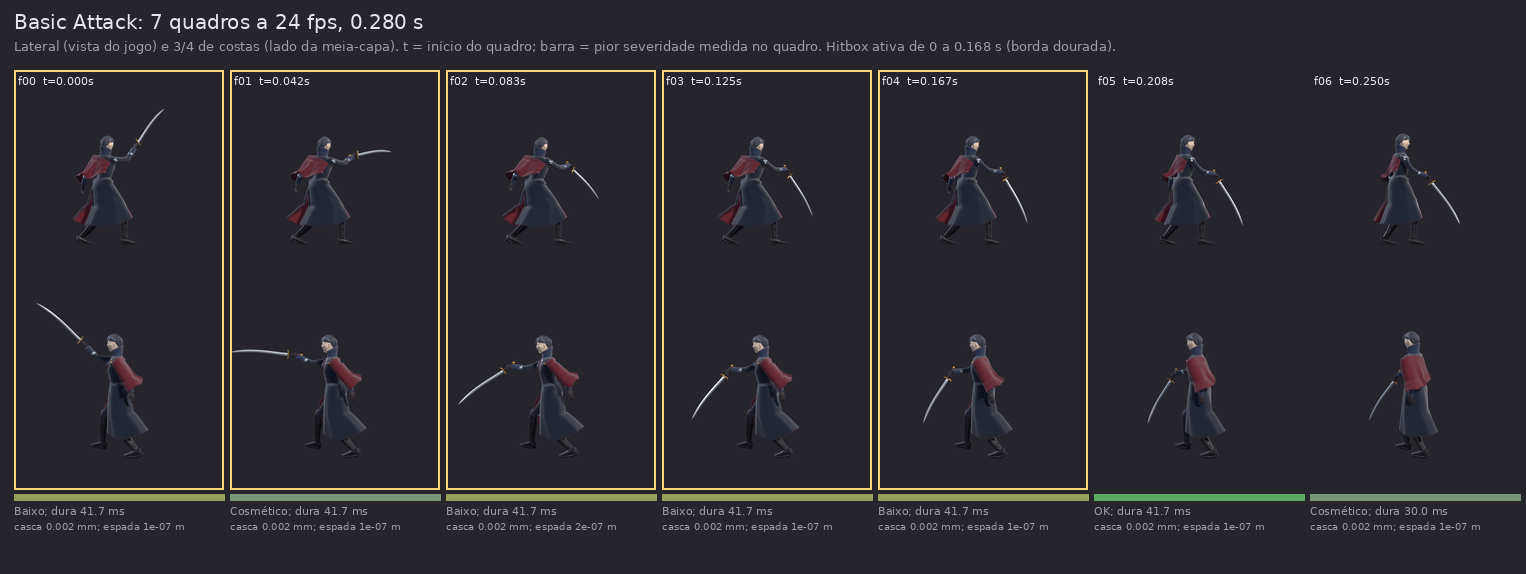 Basic Attack: 7 quadros a 24 fps, 0.280 s
Lateral (vista do jogo) e 3/4 de costas (lado da meia-capa). t = início do quadro; barra = pior severidade medida no quadro. Hitbox ativa de 0 a 0.168 s (borda dourada).
f00 t=0.000s
f01 t=0.042s
f02 t=0.083s
f03 t=0.125s
f04 t=0.167s
f05 t=0.208s
f06 t=0.250s
Baixo; dura 41.7 ms
casca 0.002 mm; espada 1e-07 m
Cosmético; dura 41.7 ms
casca 0.002 mm; espada 1e-07 m
Baixo; dura 41.7 ms
casca 0.002 mm; espada 2e-07 m
Baixo; dura 41.7 ms
casca 0.002 mm; espada 1e-07 m
Baixo; dura 41.7 ms
casca 0.002 mm; espada 1e-07 m
OK; dura 41.7 ms
casca 0.002 mm; espada 1e-07 m
Cosmético; dura 30.0 ms
casca 0.002 mm; espada 1e-07 m